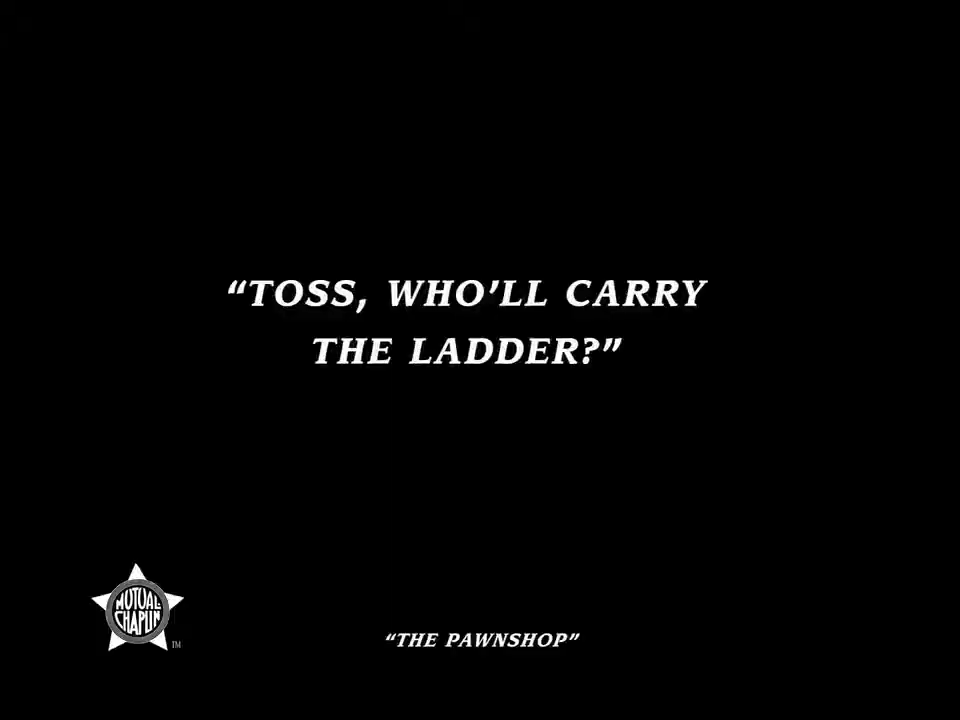 “TOSS, WHO’LL CARRY
THE LADDER?”
MUTUAL
CHAPLIN
TM
“THE PAWNSHOP”